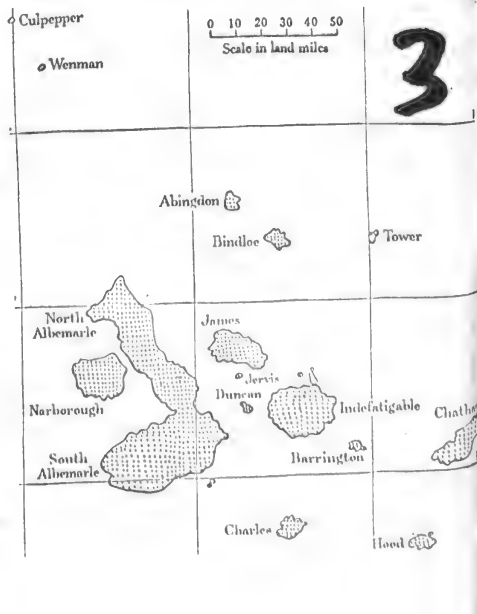 Culpepper
0 10 20 30 40 50
Scale in land miles
3
Wenman
Abingdon
Bindloe
Tower
North
Albemarle
James
Jervis
Narborough
Duncan
Indefatigable
Chatha
South
Albemarle
Barrington
Charles
Hood